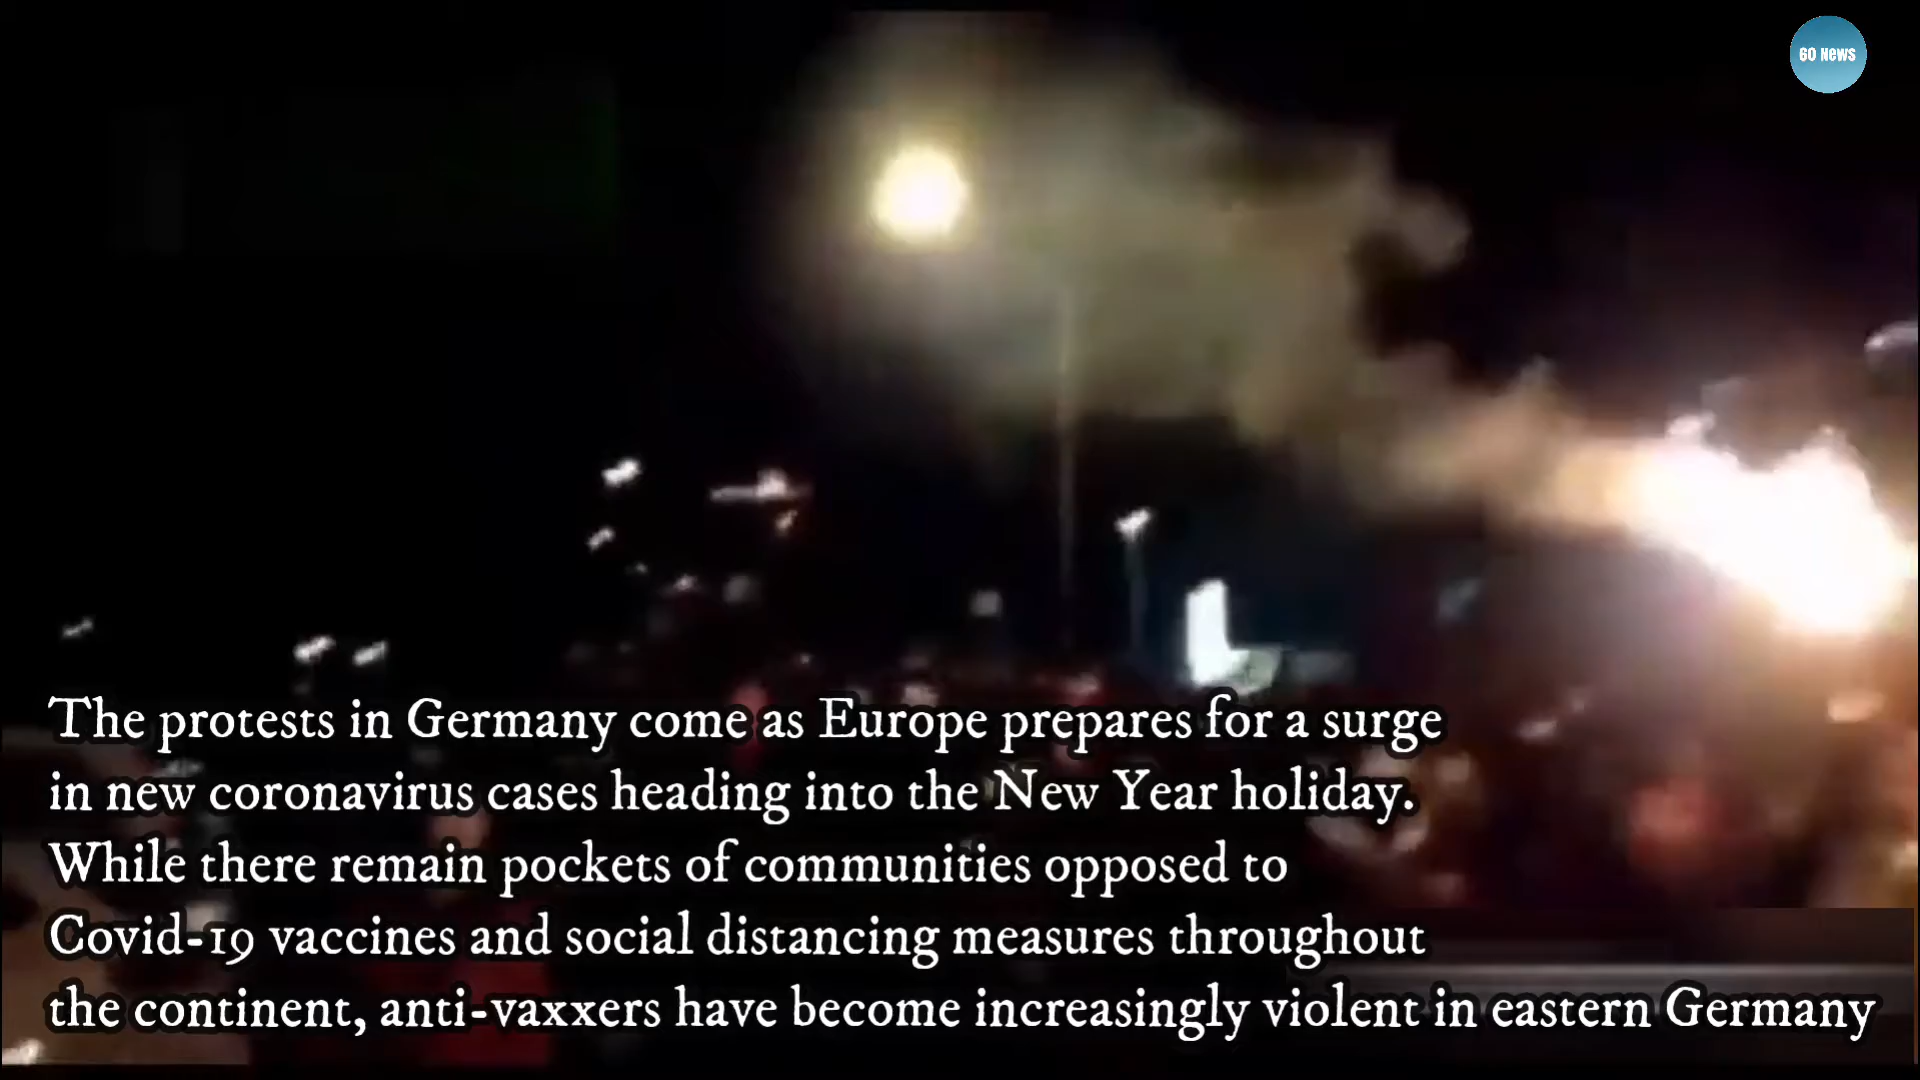 60 News
The protests in Germany come as Europe prepares for a surge
in new coronavirus cases heading into the New Year holiday.
While there remain pockets of communities opposed to
Covid-19 vaccines and social distancing measures throughout
the continent, anti-vaxxers have become increasingly violent in eastern Germany